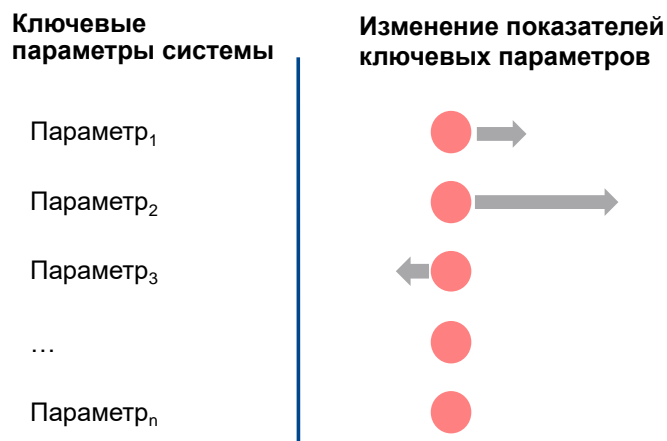 Ключевые
параметры системы
Изменение показателей
ключевых параметров
Параметр₁
Параметр₂
Параметр₃
…
Параметрₙ